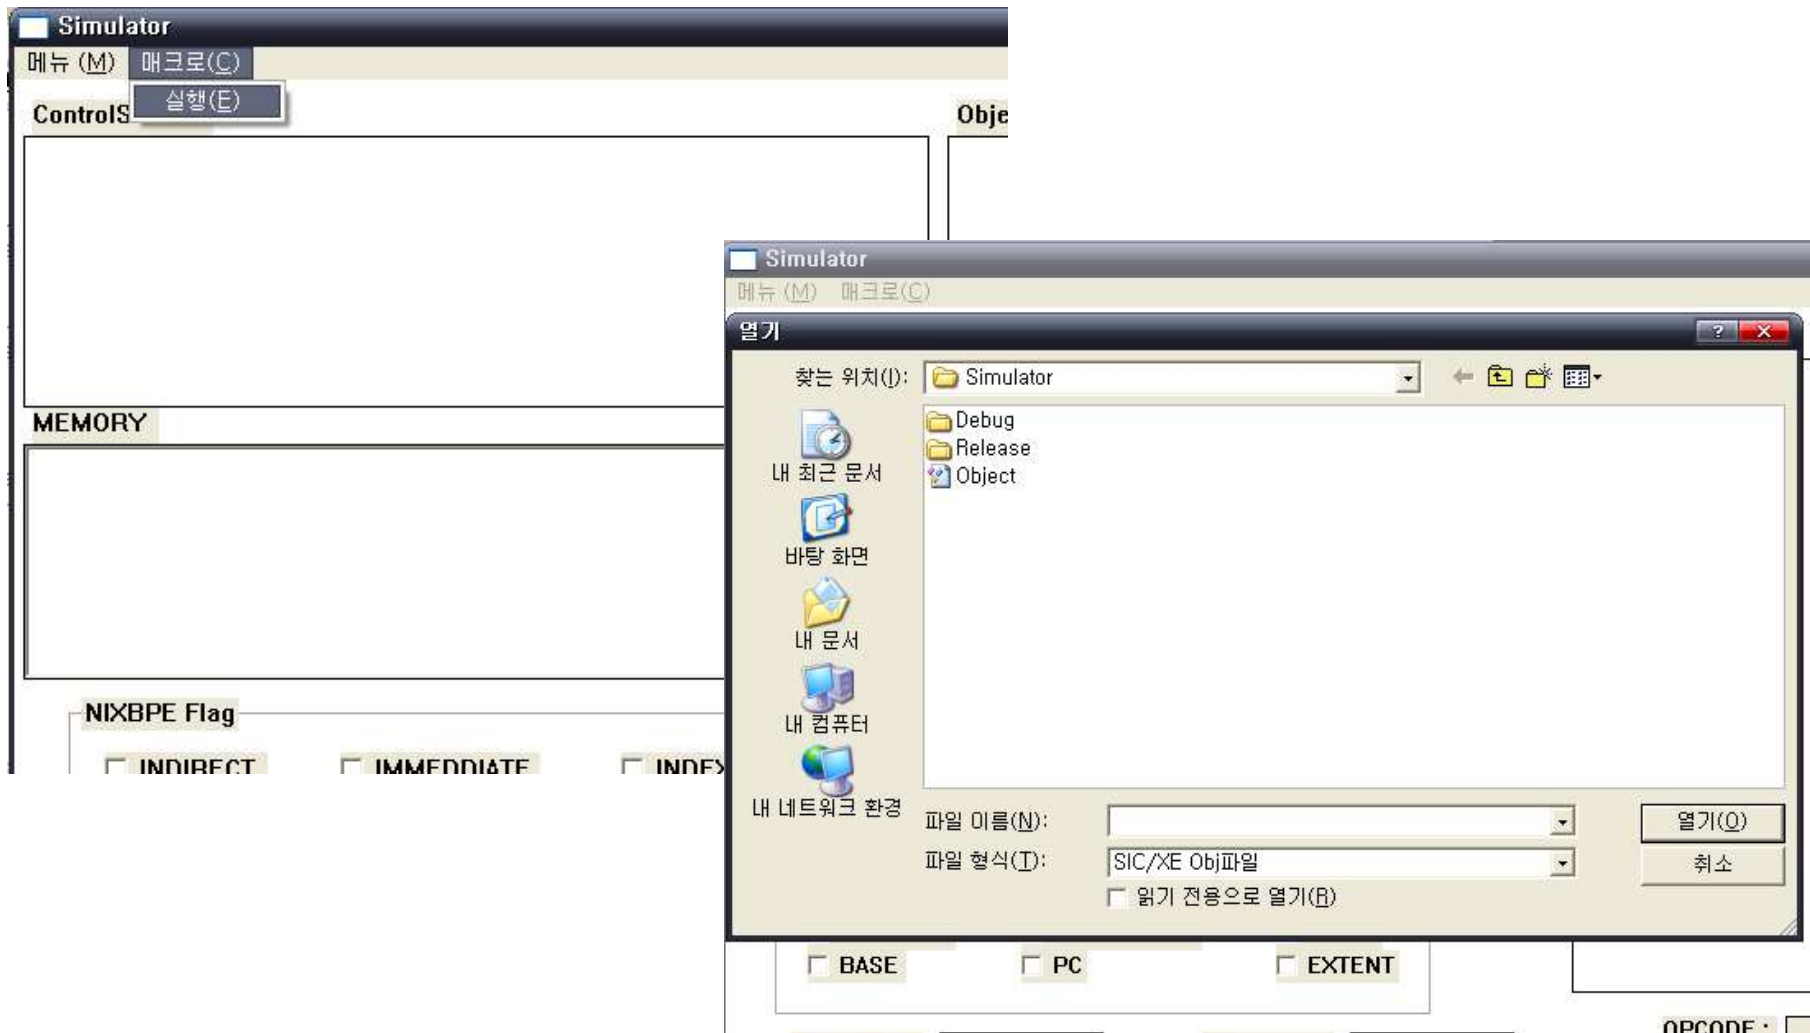 Simulator
메뉴 (M) 매크로(C)
실행(E)
ControlS
Obje
MEMORY
NIXBPE Flag
INDIRECT IMMEDDIATE INDEX
Simulator
메뉴 (M) 매크로(C)
열기
찾는 위치(I): Simulator
Debug
Release
Object
내 최근 문서
바탕 화면
내 문서
내 컴퓨터
내 네트워크 환경
파일 이름(N): 열기(O)
파일 형식(T): SIC/XE Obj파일 취소
읽기 전용으로 열기(R)
BASE PC EXTENT
OPCODE :